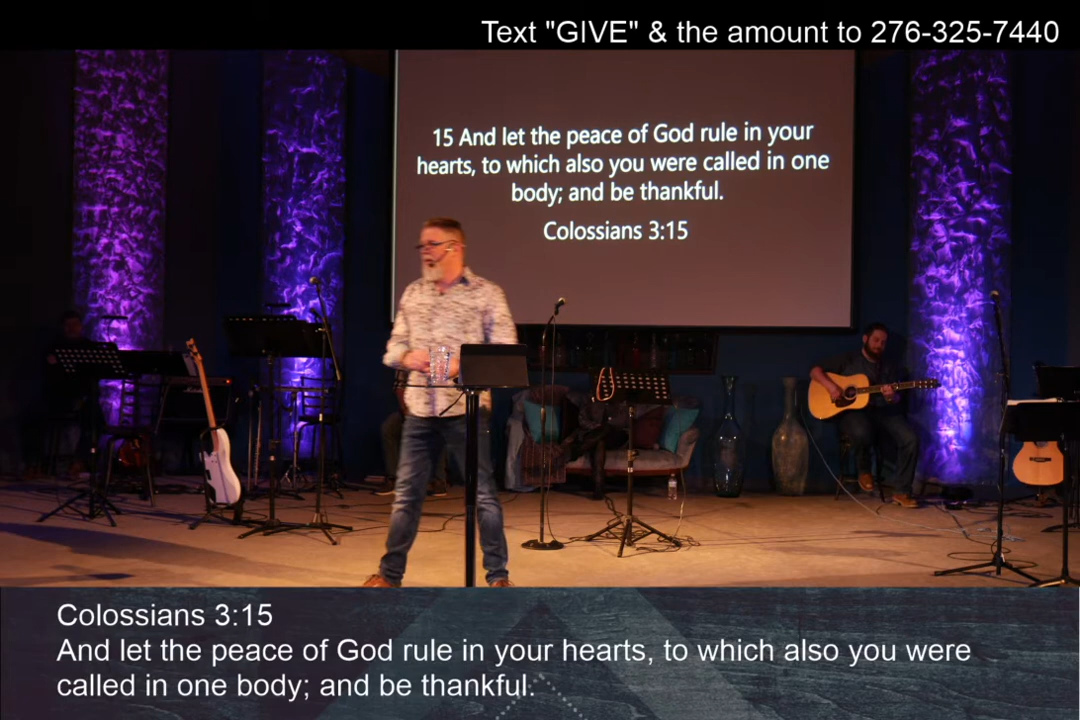 Text "GIVE" & the amount to 276-325-7440
15 And let the peace of God rule in your
hearts, to which also you were called in one
body; and be thankful.
Colossians 3:15
Colossians 3:15
And let the peace of God rule in your hearts, to which also you were
called in one body; and be thankful.